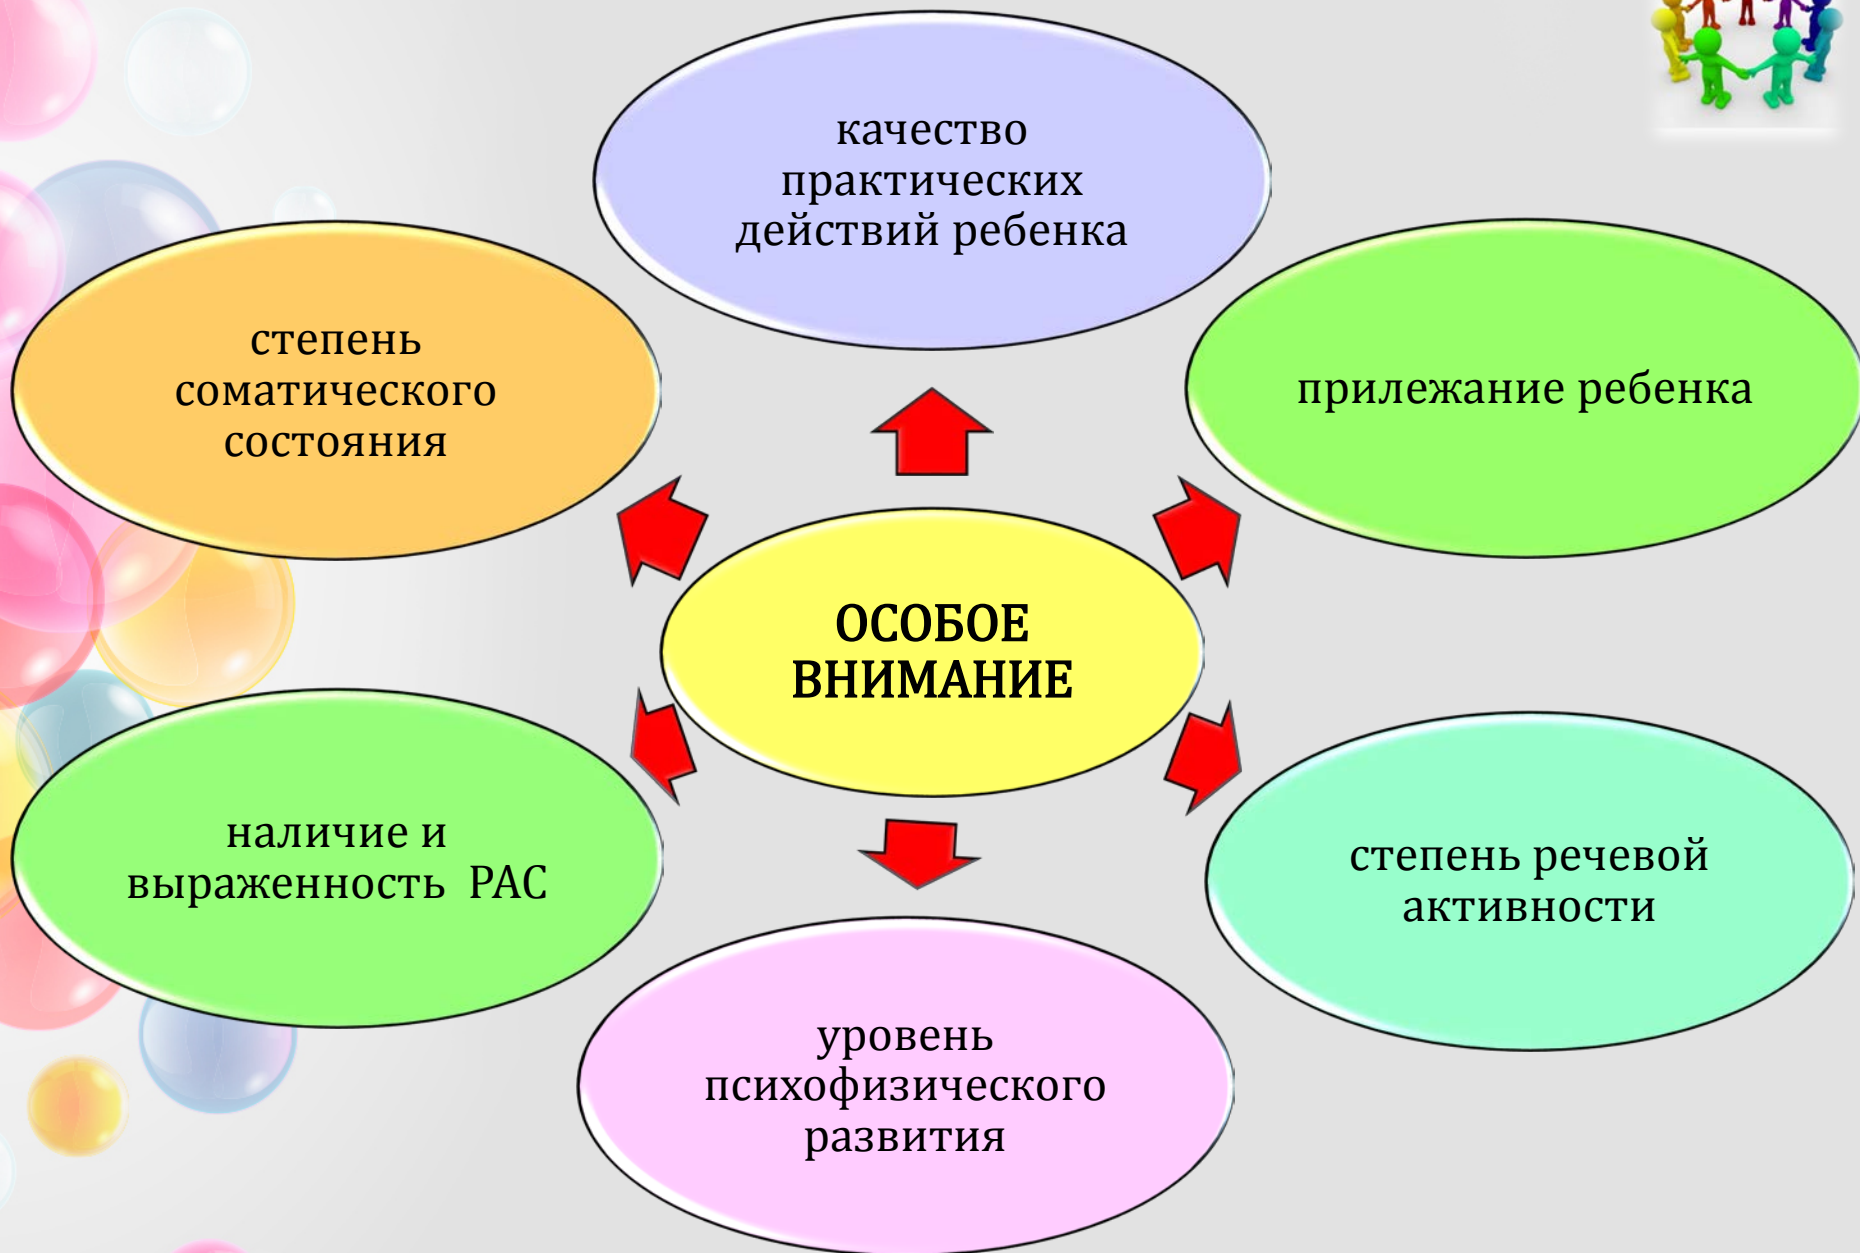 качество
практических
действий ребенка
степень
соматического
состояния
прилежание ребенка
ОСОБОЕ
ВНИМАНИЕ
наличие и
выраженность  РАС
степень речевой
активности
уровень
психофизического
развития